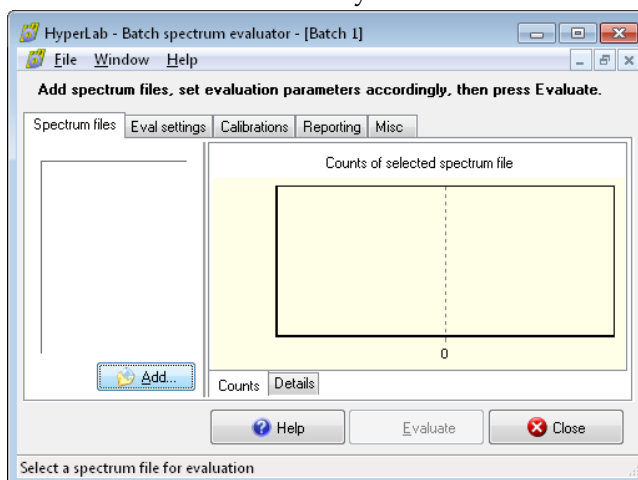 HyperLab - Batch spectrum evaluator - [Batch 1]
File Window Help
Add spectrum files, set evaluation parameters accordingly, then press Evaluate.
Spectrum files Eval settings Calibrations Reporting Misc
Counts of selected spectrum file
0
Add...
Counts Details
Help Evaluate Close
Select a spectrum file for evaluation